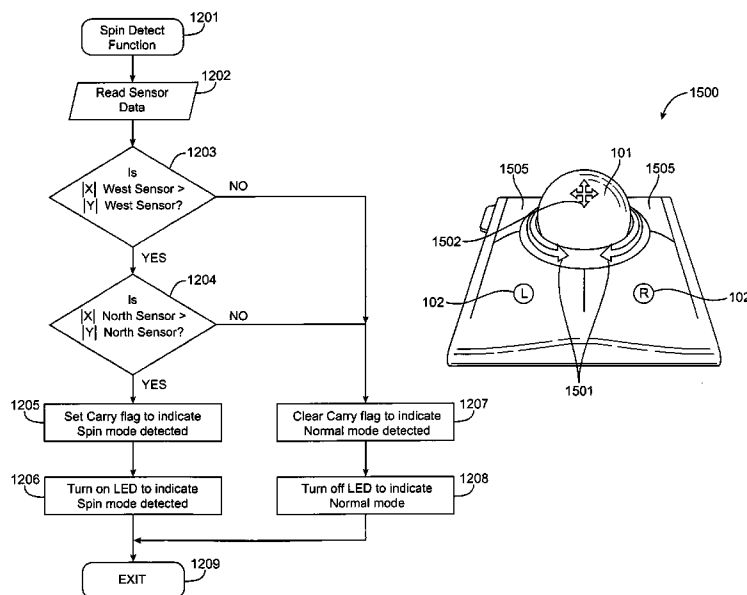 1201
Spin Detect
Function
1202
Read Sensor
Data
1203
Is
|X| West Sensor >
|Y| West Sensor?
NO
YES
1204
Is
|X| North Sensor >
|Y| North Sensor?
NO
YES
1205
Set Carry flag to indicate
Spin mode detected
1207
Clear Carry flag to indicate
Normal mode detected
1206
Turn on LED to indicate
Spin mode detected
1208
Turn off LED to indicate
Normal mode
1209
EXIT
1500
101
1505
1505
1502
102
L
R
102
1501